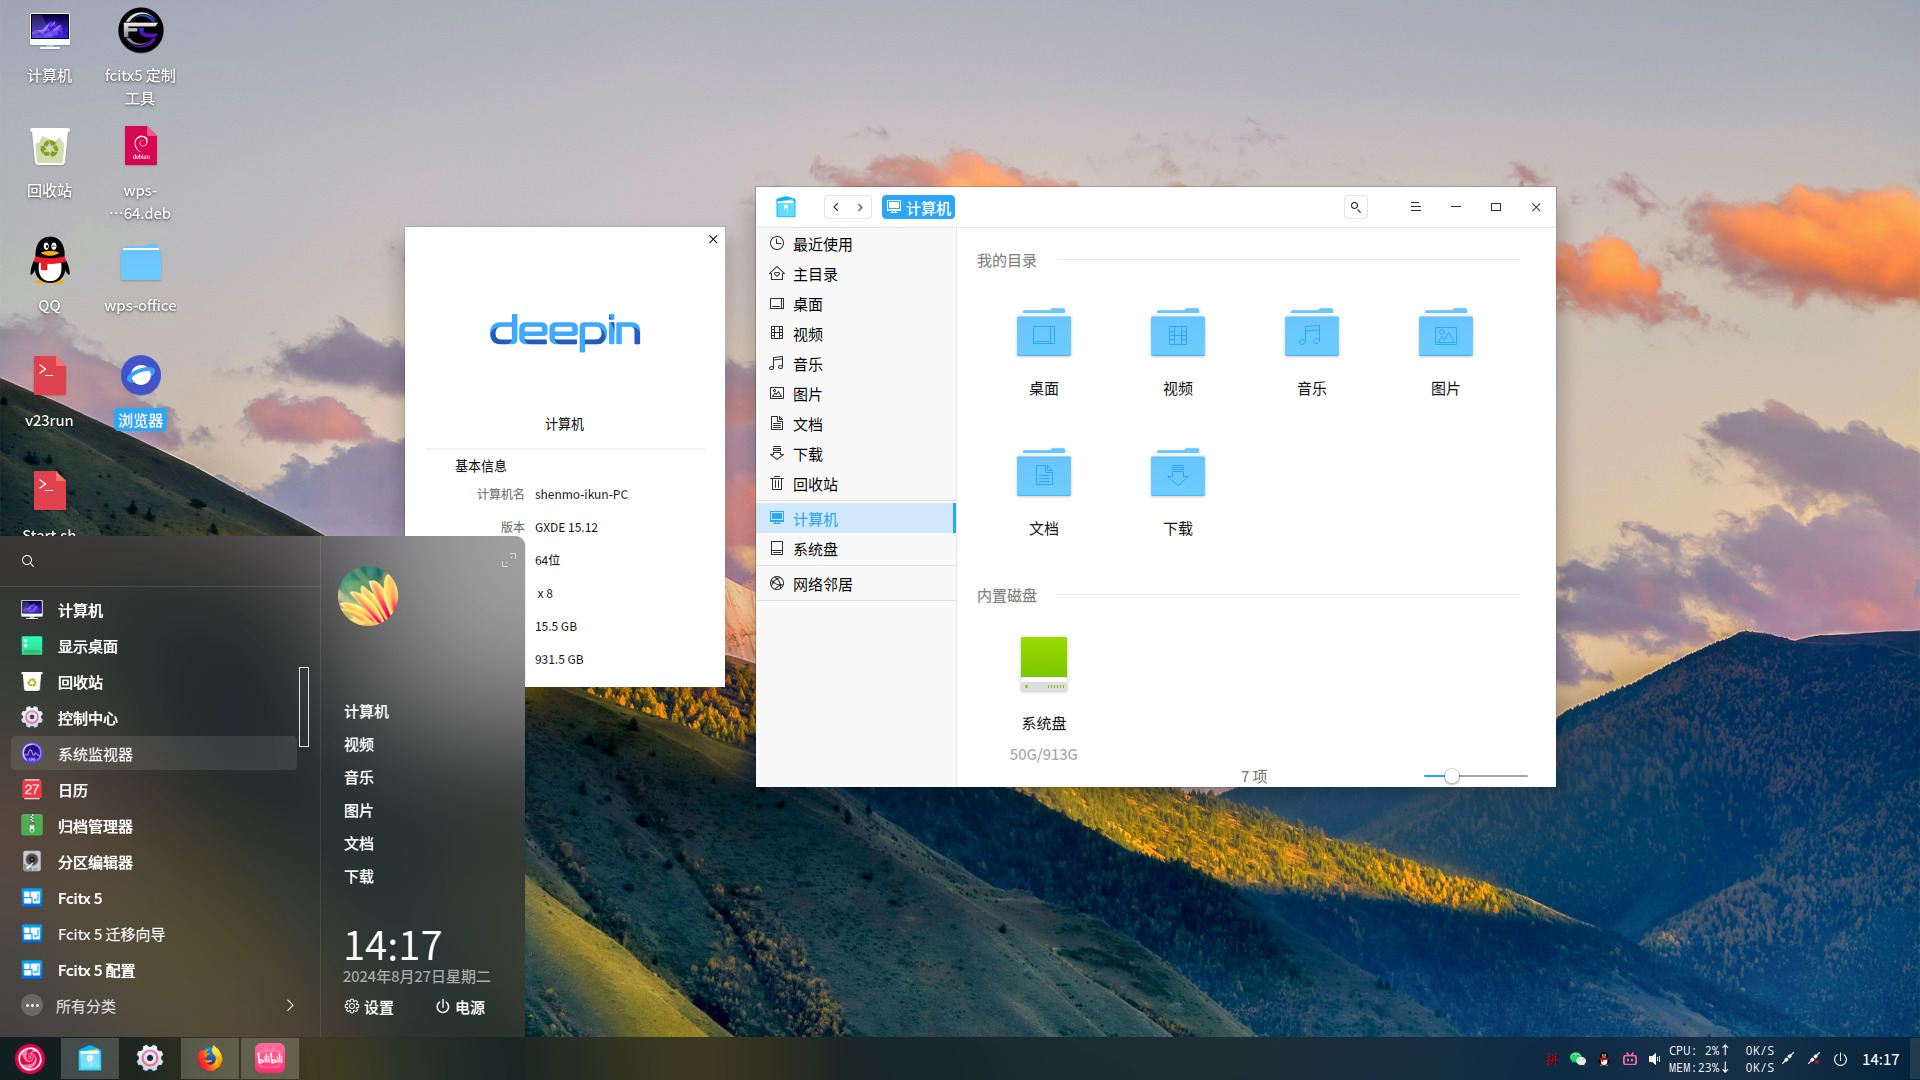 计算机
fcitx5 定制
工具
回收站
wps-
…64.deb
debian
QQ
wps-office
v23run
浏览器
Start.sh
deepin
计算机
基本信息
计算机名 shenmo-ikun-PC
版本 GXDE 15.12
64位
x 8
15.5 GB
931.5 GB
计算机
最近使用
主目录
桌面
视频
音乐
图片
文档
下载
回收站
计算机
系统盘
网络邻居
我的目录
桌面
视频
音乐
图片
文档
下载
内置磁盘
系统盘
50G/913G
7 项
计算机
显示桌面
回收站
控制中心
系统监视器
27
日历
归档管理器
分区编辑器
Fcitx 5
Fcitx 5 迁移向导
Fcitx 5 配置
所有分类
计算机
视频
音乐
图片
文档
下载
14:17
2024年8月27日星期二
设置
电源
bilibili
拼
CPU: 2%↑ 0K/S
MEM:23%↓ 0K/S
14:17